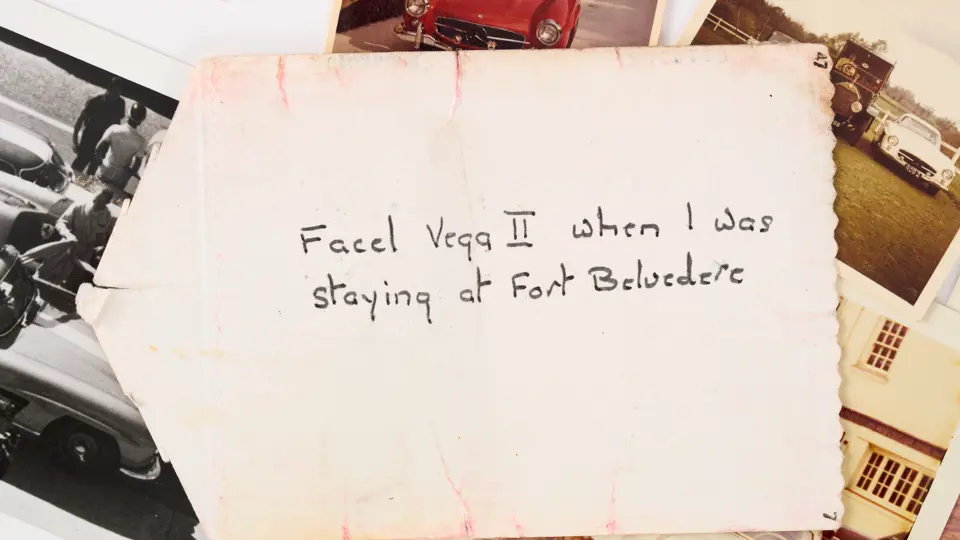 Facel Vega II when I was
staying at Fort Belvedere